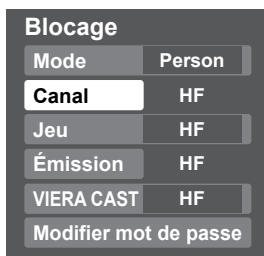 Blocage
Mode Person
Canal HF
Jeu HF
Émission HF
VIERA CAST HF
Modifier mot de passe